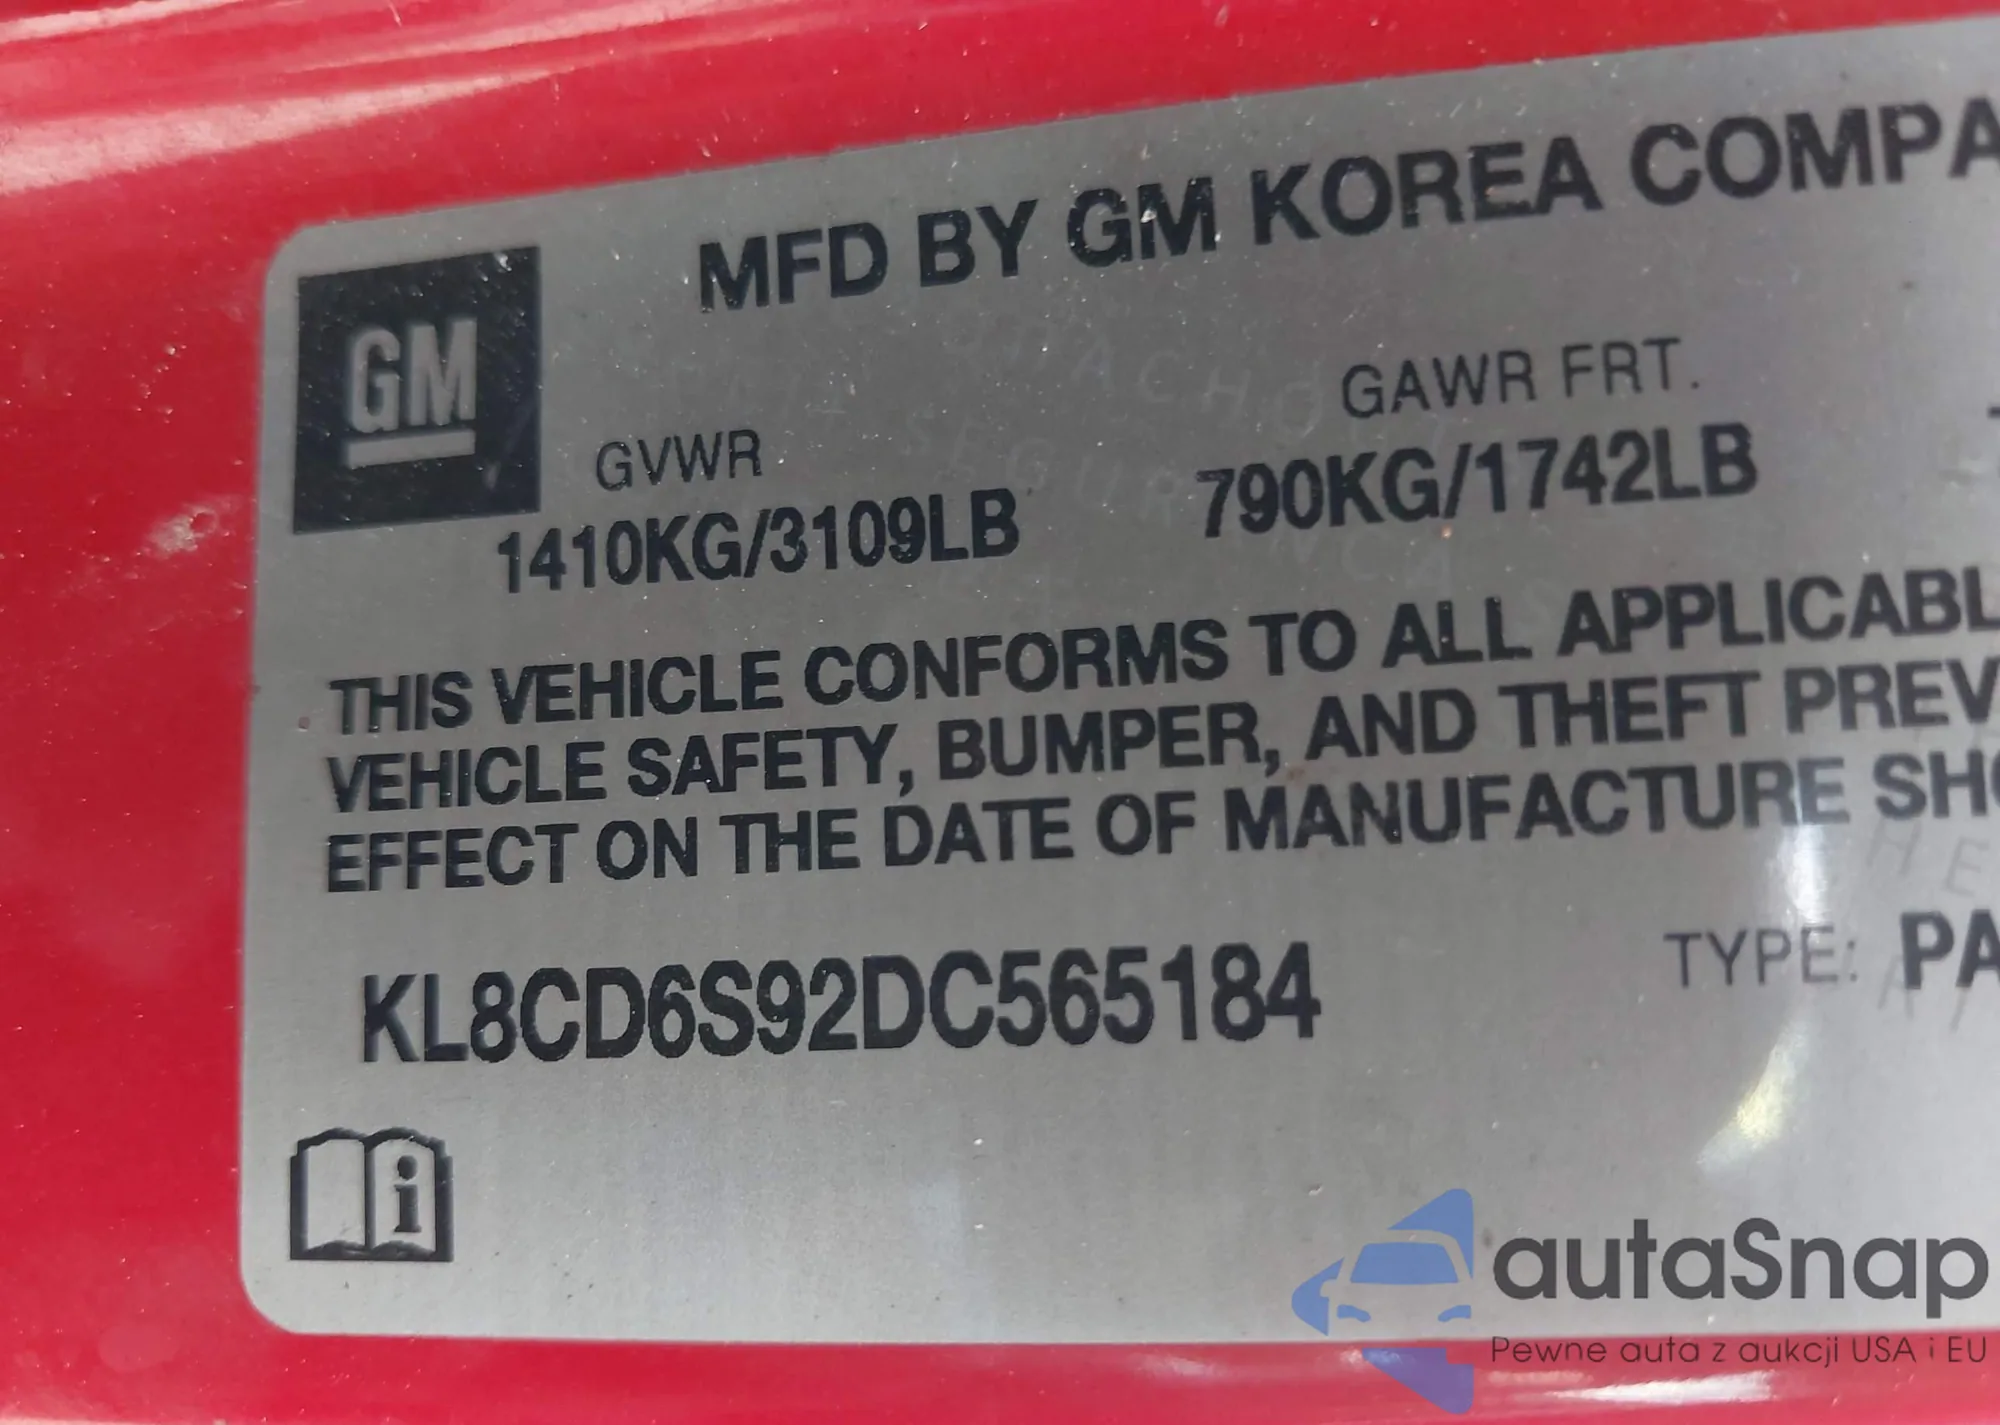 MFD BY GM KOREA COMPA
GM
GVWR
GAWR FRT.
1410KG/3109LB
790KG/1742LB
THIS VEHICLE CONFORMS TO ALL APPLICABL
VEHICLE SAFETY, BUMPER, AND THEFT PREV
EFFECT ON THE DATE OF MANUFACTURE SHO
KL8CD6S92DC565184
TYPE: PA
i
autaSnap
Pewne auta z aukcji USA i EU